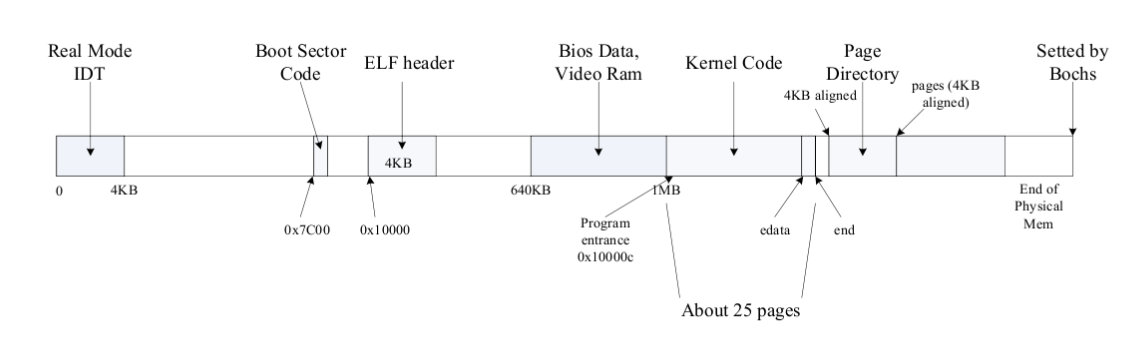 Real Mode
IDT
Boot Sector
Code
ELF header
Bios Data,
Video Ram
Kernel Code
Page
Directory
Setted by
Bochs
4KB aligned
pages (4KB
aligned)
4KB
0
4KB
640KB
1MB
End of
Physical
Mem
0x7C00
0x10000
Program
entrance
0x10000c
edata
end
About 25 pages